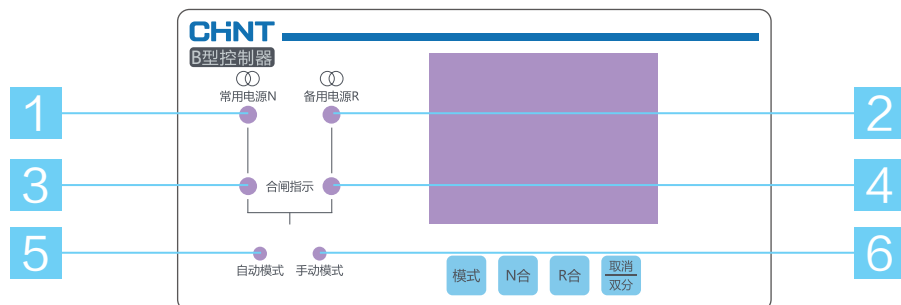 CHNT
B型控制器
常用电源N 备用电源R
1 2
3 合闸指示 4
5 6
自动模式 手动模式
模式 N合 R合 取消
双分